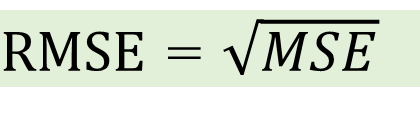 RMSE = √MSE